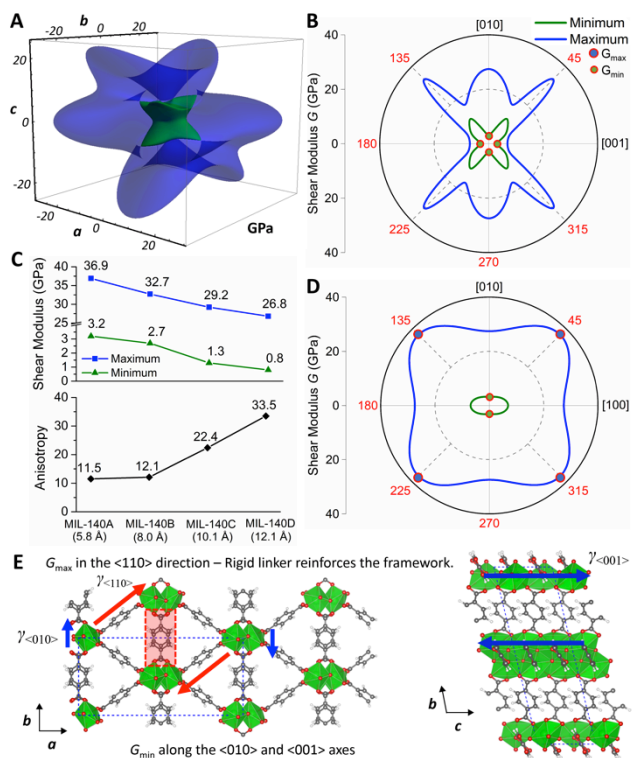 A
b
20
0
-20
c
20
0
-20
-20
0
20
a
GPa
B
[010]
Minimum
Maximum
Gmax
Gmin
135
45
180
[001]
225
315
270
Shear Modulus G (GPa)
40
20
0
20
40
C
Shear Modulus (GPa)
40
35
30
25
3
2
1
0
36.9
32.7
29.2
26.8
3.2
2.7
1.3
0.8
Maximum
Minimum
Anisotropy
40
30
20
10
0
11.5
12.1
22.4
33.5
MIL-140A
(5.8 Å)
MIL-140B
(8.0 Å)
MIL-140C
(10.1 Å)
MIL-140D
(12.1 Å)
D
[010]
135
45
180
[100]
225
315
270
Shear Modulus G (GPa)
40
20
0
20
40
E
Gmax in the <110> direction – Rigid linker reinforces the framework.
γ<110>
γ<010>
b
a
Gmin along the <010> and <001> axes
γ<001>
b
c